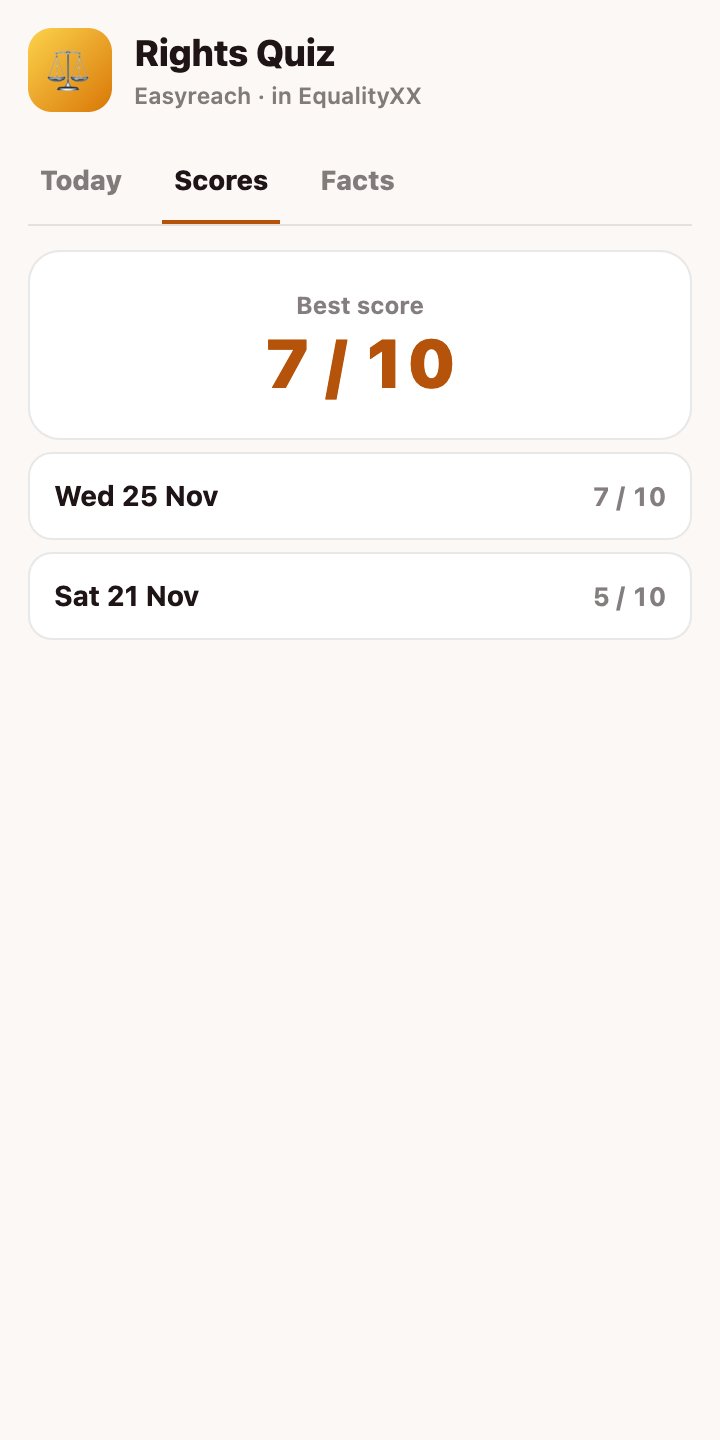 Rights Quiz
Easyreach · in EqualityXX
Today Scores Facts
Best score
7 / 10
Wed 25 Nov 7 / 10
Sat 21 Nov 5 / 10